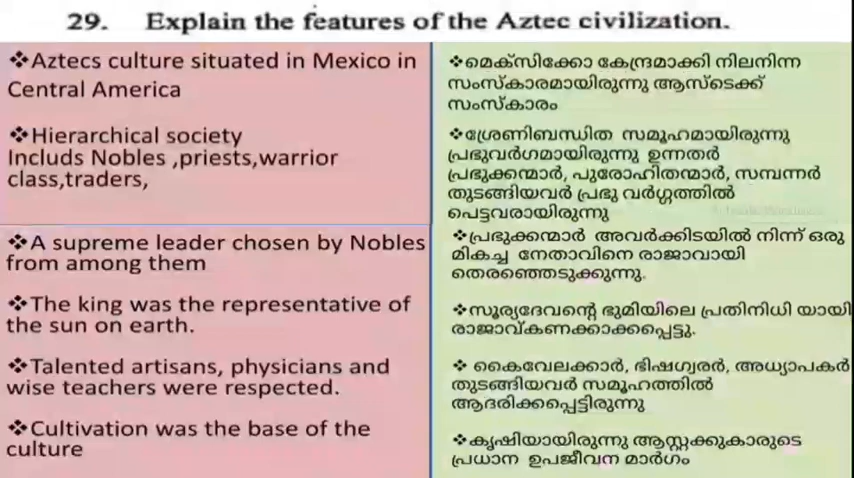 29. Explain the features of the Aztec civilization.
❖Aztecs culture situated in Mexico in
Central America
❖Hierarchical society
Includs Nobles ,priests,warrior
class,traders,
❖A supreme leader chosen by Nobles
from among them
❖The king was the representative of
the sun on earth.
❖Talented artisans, physicians and
wise teachers were respected.
❖Cultivation was the base of the
culture
❖മെക്സിക്കോ കേന്ദ്രമാക്കി നിലനിന്ന
സംസ്കാരമായിരുന്നു ആസ്ടെക്ക്
സംസ്കാരം
❖ശ്രേണിബന്ധിത സമൂഹമായിരുന്നു
പ്രഭുവർഗമായിരുന്നു ഉന്നതർ
പ്രഭുക്കന്മാർ, പുരോഹിതന്മാർ, സമ്പന്നർ
തുടങ്ങിയവർ പ്രഭു വർഗ്ഗത്തിൽ
പെട്ടവരായിരുന്നു
❖പ്രഭുക്കന്മാർ അവർക്കിടയിൽ നിന്ന് ഒരു
മികച്ച നേതാവിനെ രാജാവായി
തെരഞ്ഞെടുക്കുന്നു.
❖സൂര്യദേവന്റെ ഭൂമിയിലെ പ്രതിനിധി യായി
രാജാവ്കണക്കാക്കപ്പെട്ടു.
❖ കൈവേലക്കാർ, ഭിഷഗ്വരർ, അധ്യാപകർ
തുടങ്ങിയവർ സമൂഹത്തിൽ
ആദരിക്കപ്പെട്ടിരുന്നു
❖കൃഷിയായിരുന്നു ആസ്റ്റക്കുകാരുടെ
പ്രധാന ഉപജീവന മാർഗം